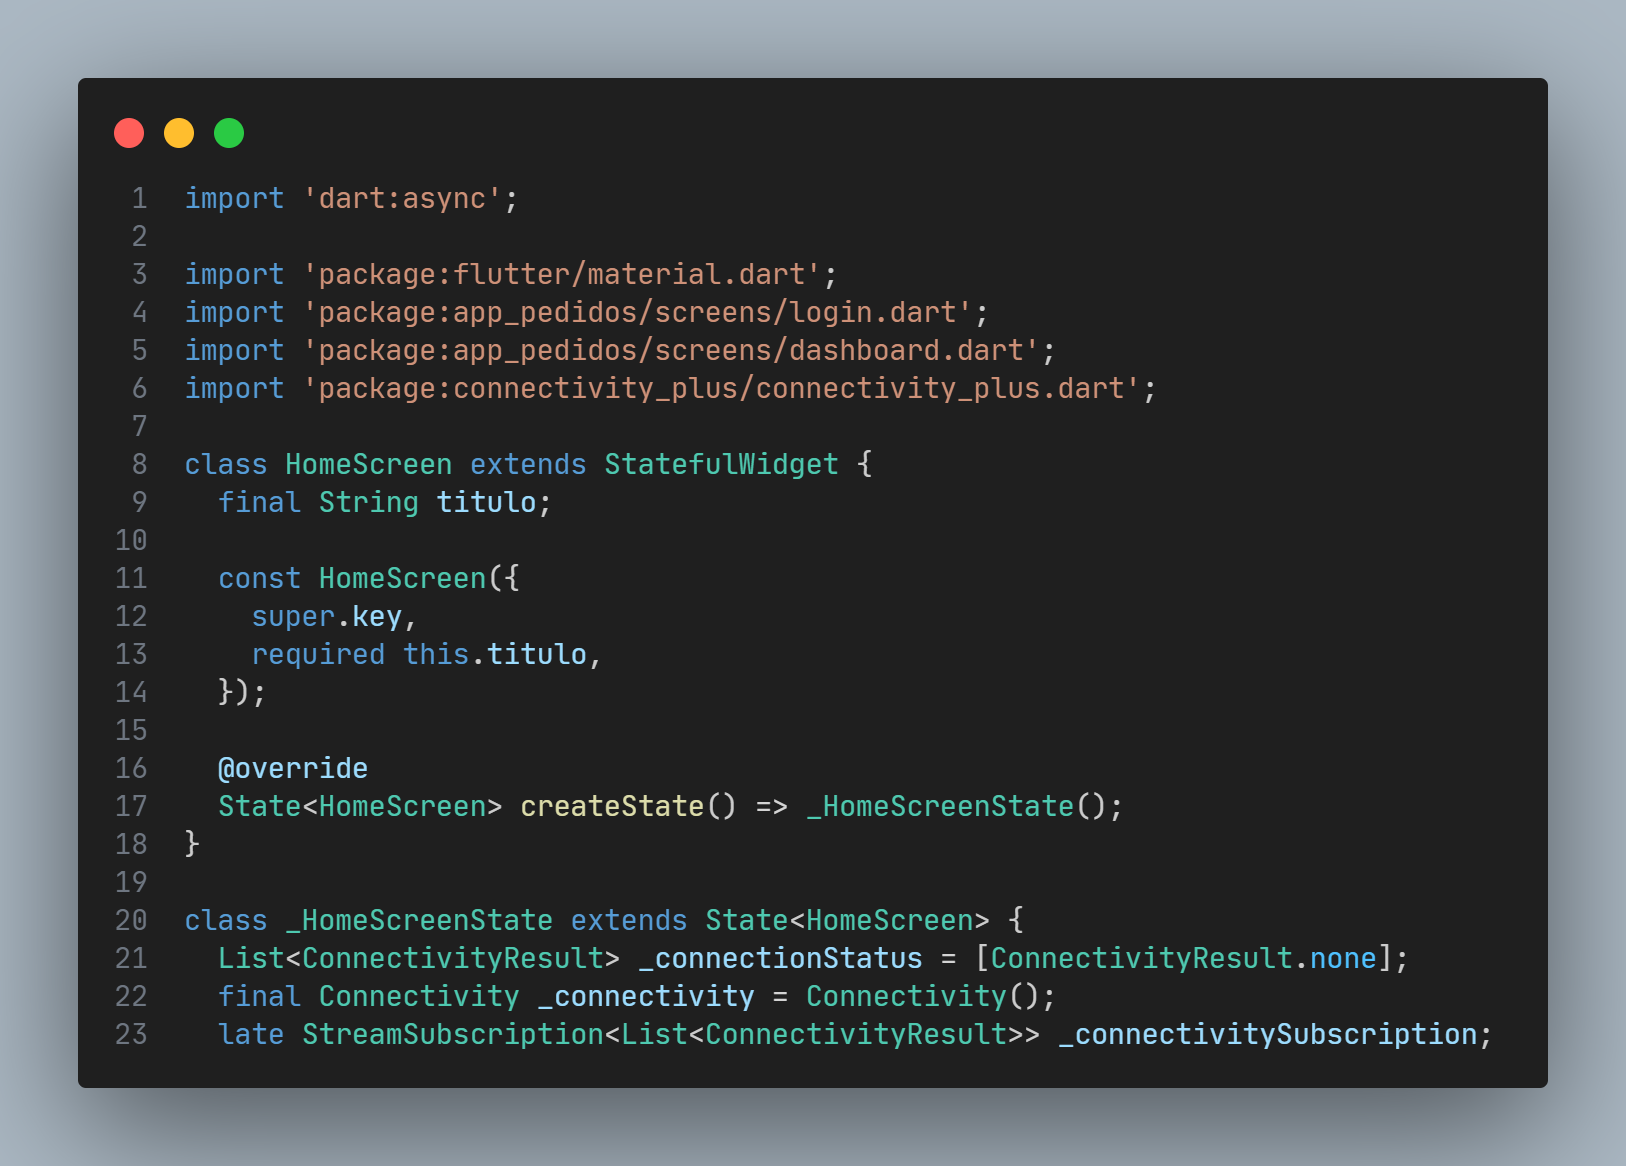 1 import 'dart:async';
2
3 import 'package:flutter/material.dart';
4 import 'package:app_pedidos/screens/login.dart';
5 import 'package:app_pedidos/screens/dashboard.dart';
6 import 'package:connectivity_plus/connectivity_plus.dart';
7
8 class HomeScreen extends StatefulWidget {
9   final String titulo;
10
11   const HomeScreen({
12     super.key,
13     required this.titulo,
14   });
15
16   @override
17   State<HomeScreen> createState() => _HomeScreenState();
18 }
19
20 class _HomeScreenState extends State<HomeScreen> {
21   List<ConnectivityResult> _connectionStatus = [ConnectivityResult.none];
22   final Connectivity _connectivity = Connectivity();
23   late StreamSubscription<List<ConnectivityResult>> _connectivitySubscription;